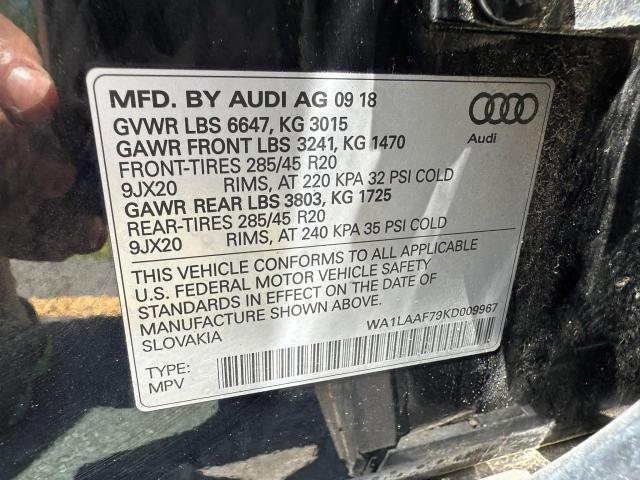 MFD. BY AUDI AG 09 18
Audi
GVWR LBS 6647, KG 3015
GAWR FRONT LBS 3241, KG 1470
FRONT-TIRES 285/45 R20
9JX20 RIMS, AT 220 KPA 32 PSI COLD
GAWR REAR LBS 3803, KG 1725
REAR-TIRES 285/45 R20
9JX20 RIMS, AT 240 KPA 35 PSI COLD
THIS VEHICLE CONFORMS TO ALL APPLICABLE
U.S. FEDERAL MOTOR VEHICLE SAFETY
STANDARDS IN EFFECT ON THE DATE OF
MANUFACTURE SHOWN ABOVE.
SLOVAKIA
WA1LAAF79KD009967
TYPE:
MPV